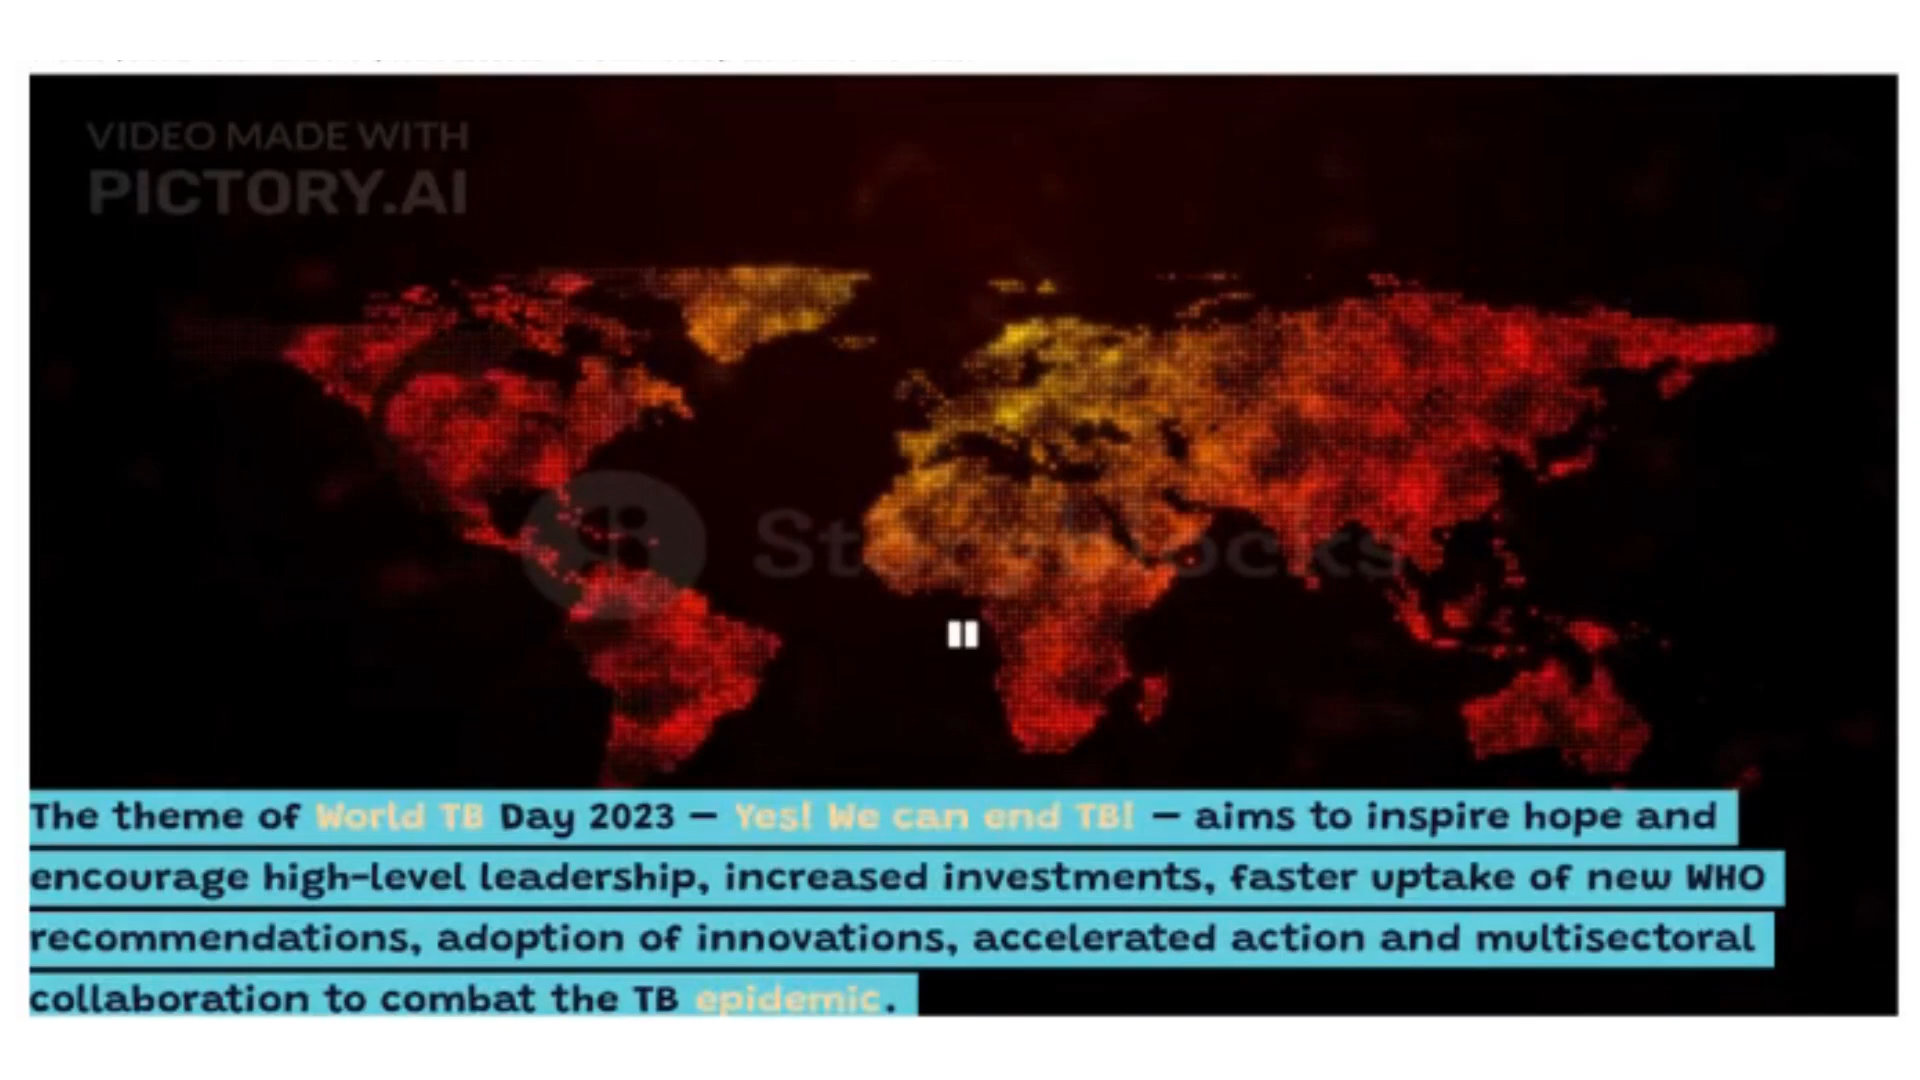 VIDEO MADE WITH
PICTORY.AI
Storyblocks
The theme of World TB Day 2023 — Yes! We can end TB! — aims to inspire hope and
encourage high-level leadership, increased investments, faster uptake of new WHO
recommendations, adoption of innovations, accelerated action and multisectoral
collaboration to combat the TB epidemic.